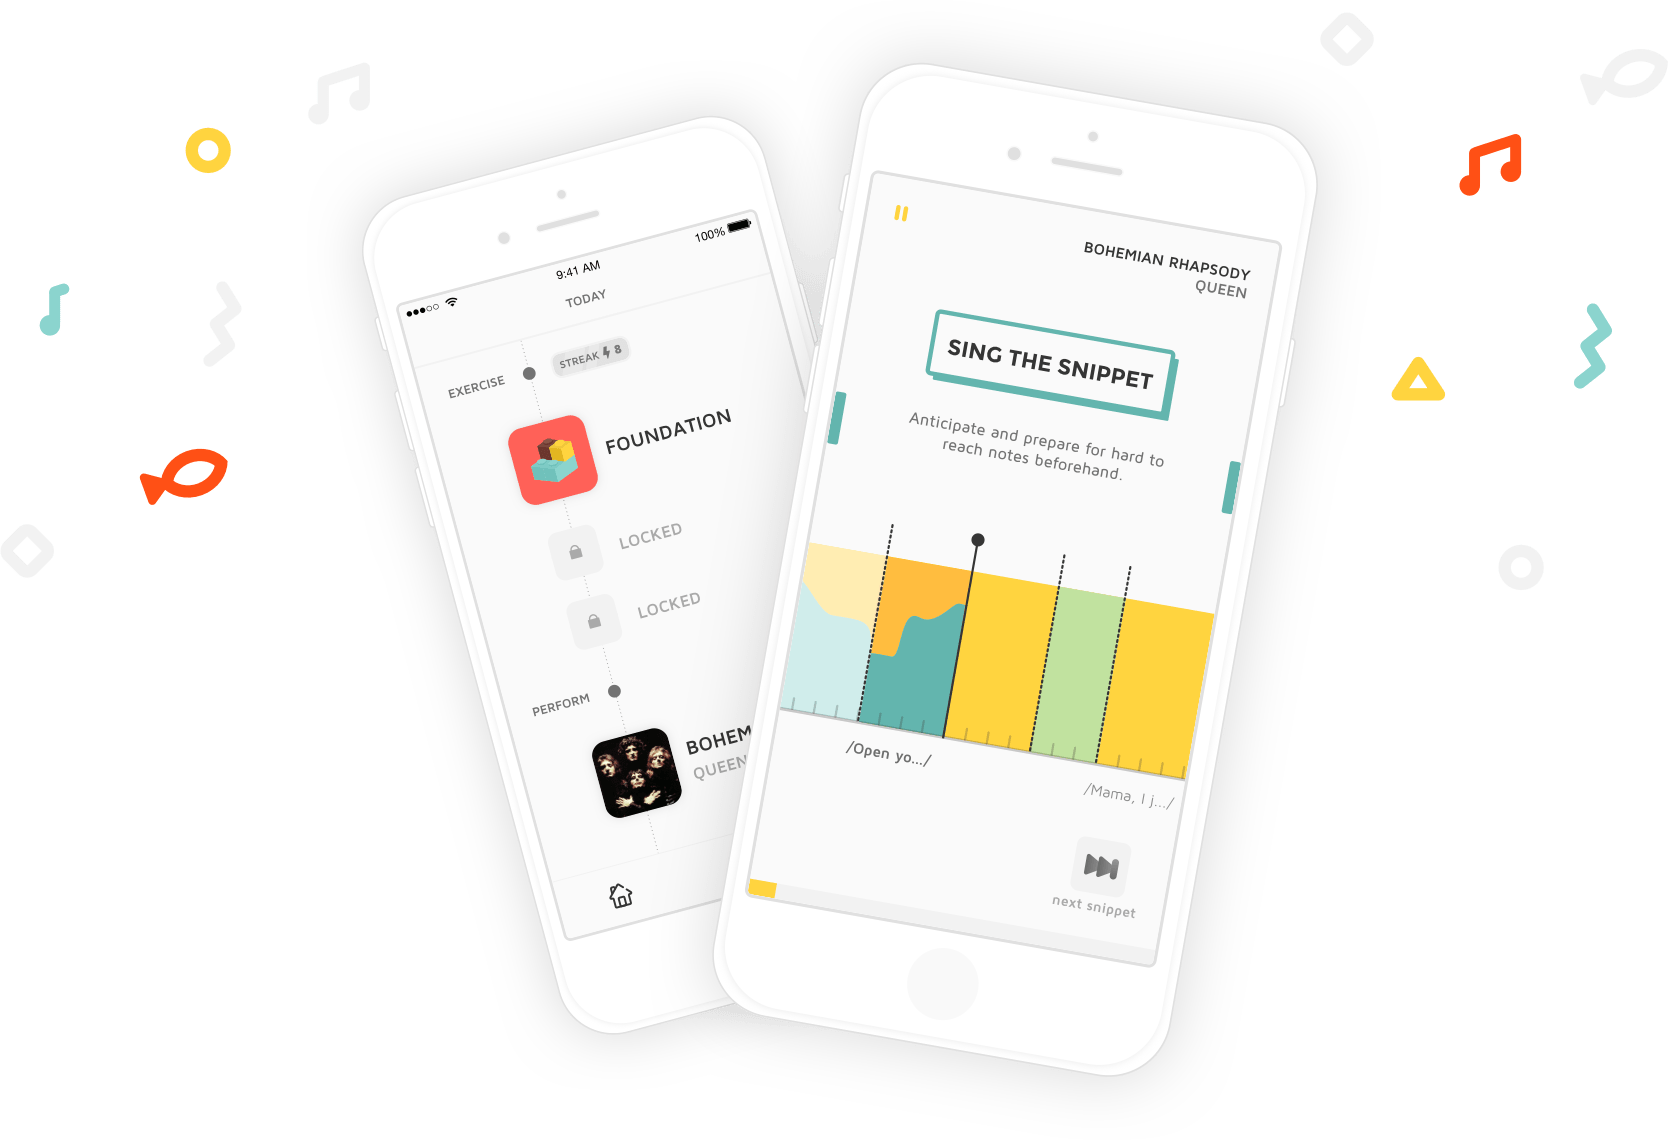 100%
9:41 AM
TODAY
STREAK 8
EXERCISE
FOUNDATION
LOCKED
LOCKED
PERFORM
BOHEM
QUEEN
BOHEMIAN RHAPSODY
QUEEN
SING THE SNIPPET
Anticipate and prepare for hard to
reach notes beforehand.
/Open yo.../
/Mama, I j.../
next snippet